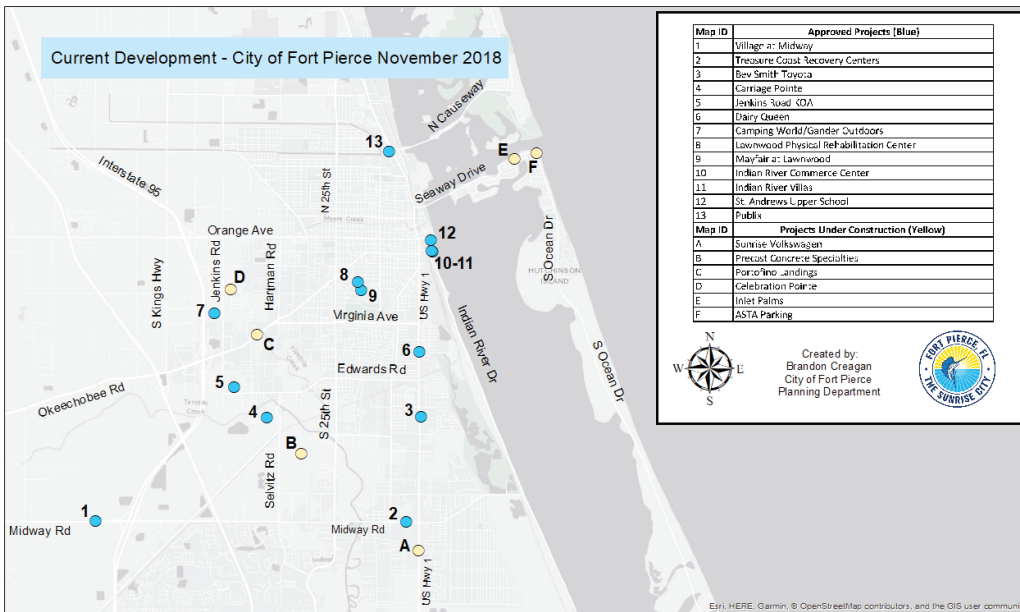 Current Development - City of Fort Pierce November 2018
Map ID Approved Projects (Blue)
1 Village at Midway
2 Treasure Coast Recovery Centers
3 Bev Smith Toyota
4 Carriage Pointe
5 Jenkins Road KOA
6 Dairy Queen
7 Camping World/Gander Outdoors
8 Lawnwood Physical Rehabilitation Center
9 Mayfair at Lawnwood
10 Indian River Commerce Center
11 Indian River Villas
12 St. Andrews Upper School
13 Publix
Map ID Projects Under Construction (Yellow)
A Sunrise Volkswagen
B Precast Concrete Specialties
C Portofino Landings
D Celebration Pointe
E Inlet Palms
F ASTA Parking
N
W E
S
Created by:
Brandon Creagan
City of Fort Pierce
Planning Department
FORT PIERCE, FL
THE SUNRISE CITY
N Causeway
13
E
F
Interstate 95
N 25th St
Seaway Drive
Moore Creek
Orange Ave
12
10-11
S Ocean Dr
HUTCHINSON
ISLAND
Jenkins Rd
Hartman Rd
S Kings Hwy
D
8
9
US Hwy 1
7
Virginia Ave
Indian River Dr
C
6
Edwards Rd
S Ocean Dr
Okeechobee Rd
5
Creek
4
S 25th St
3
B
Selvitz Rd
1
2
Midway Rd
Midway Rd
A
US Hwy 1
Esri, HERE, Garmin, © OpenStreetMap contributors, and the GIS user communi